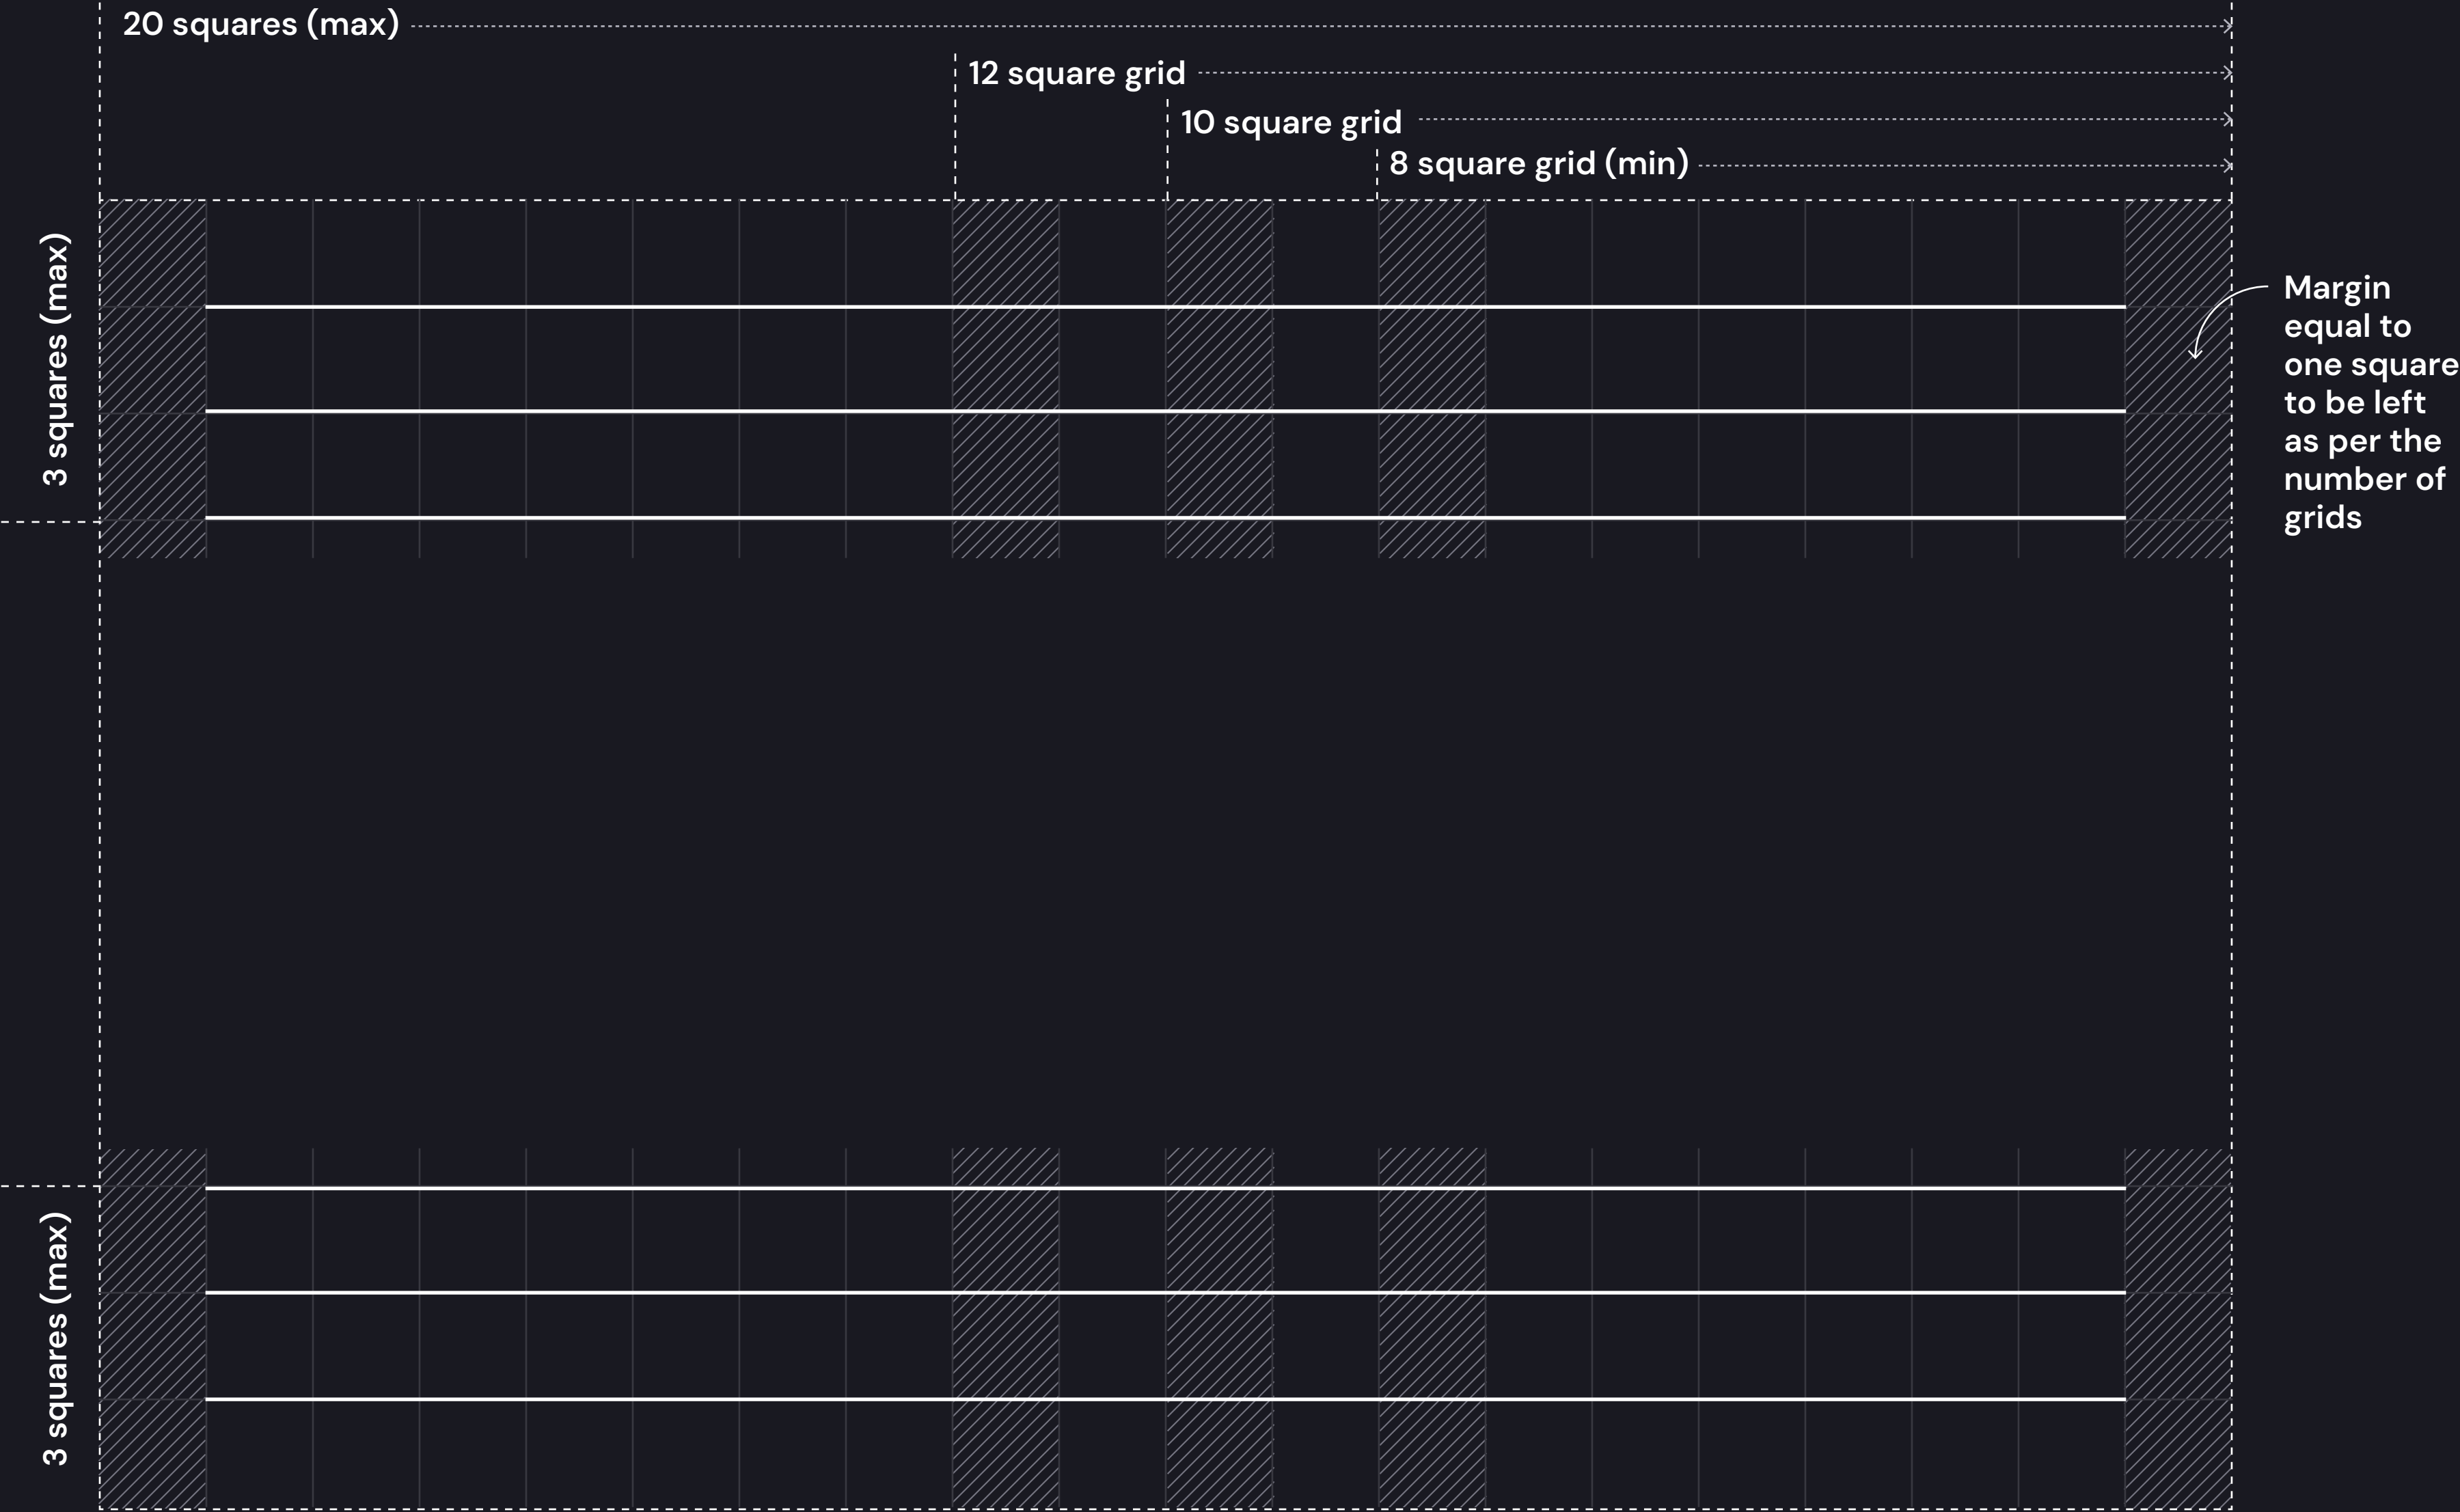 20 squares (max)
12 square grid
10 square grid
8 square grid (min)
3 squares (max)
Margin
equal to
one square
to be left
as per the
number of
grids
3 squares (max)